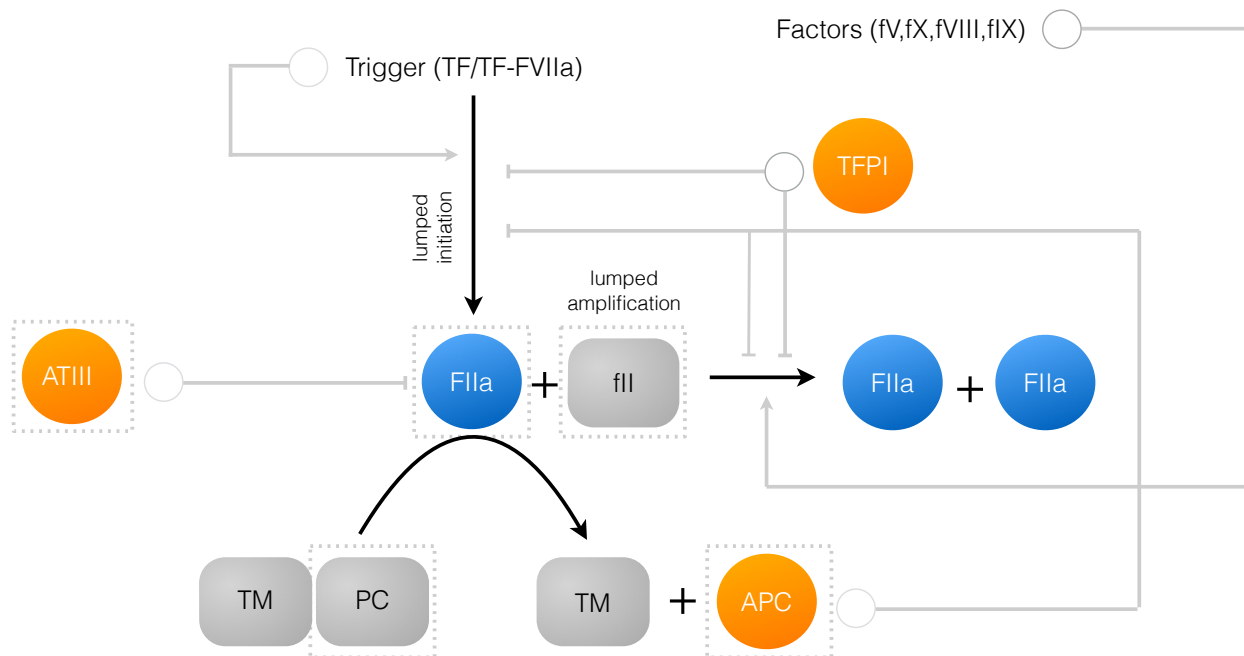 Factors (fV,fX,fVIII,fIX)
Trigger (TF/TF-FVIIa)
TFPI
lumped
initiation
lumped
amplification
ATIII
FIIa
+
fII
FIIa
+
FIIa
TM
PC
TM
+
APC